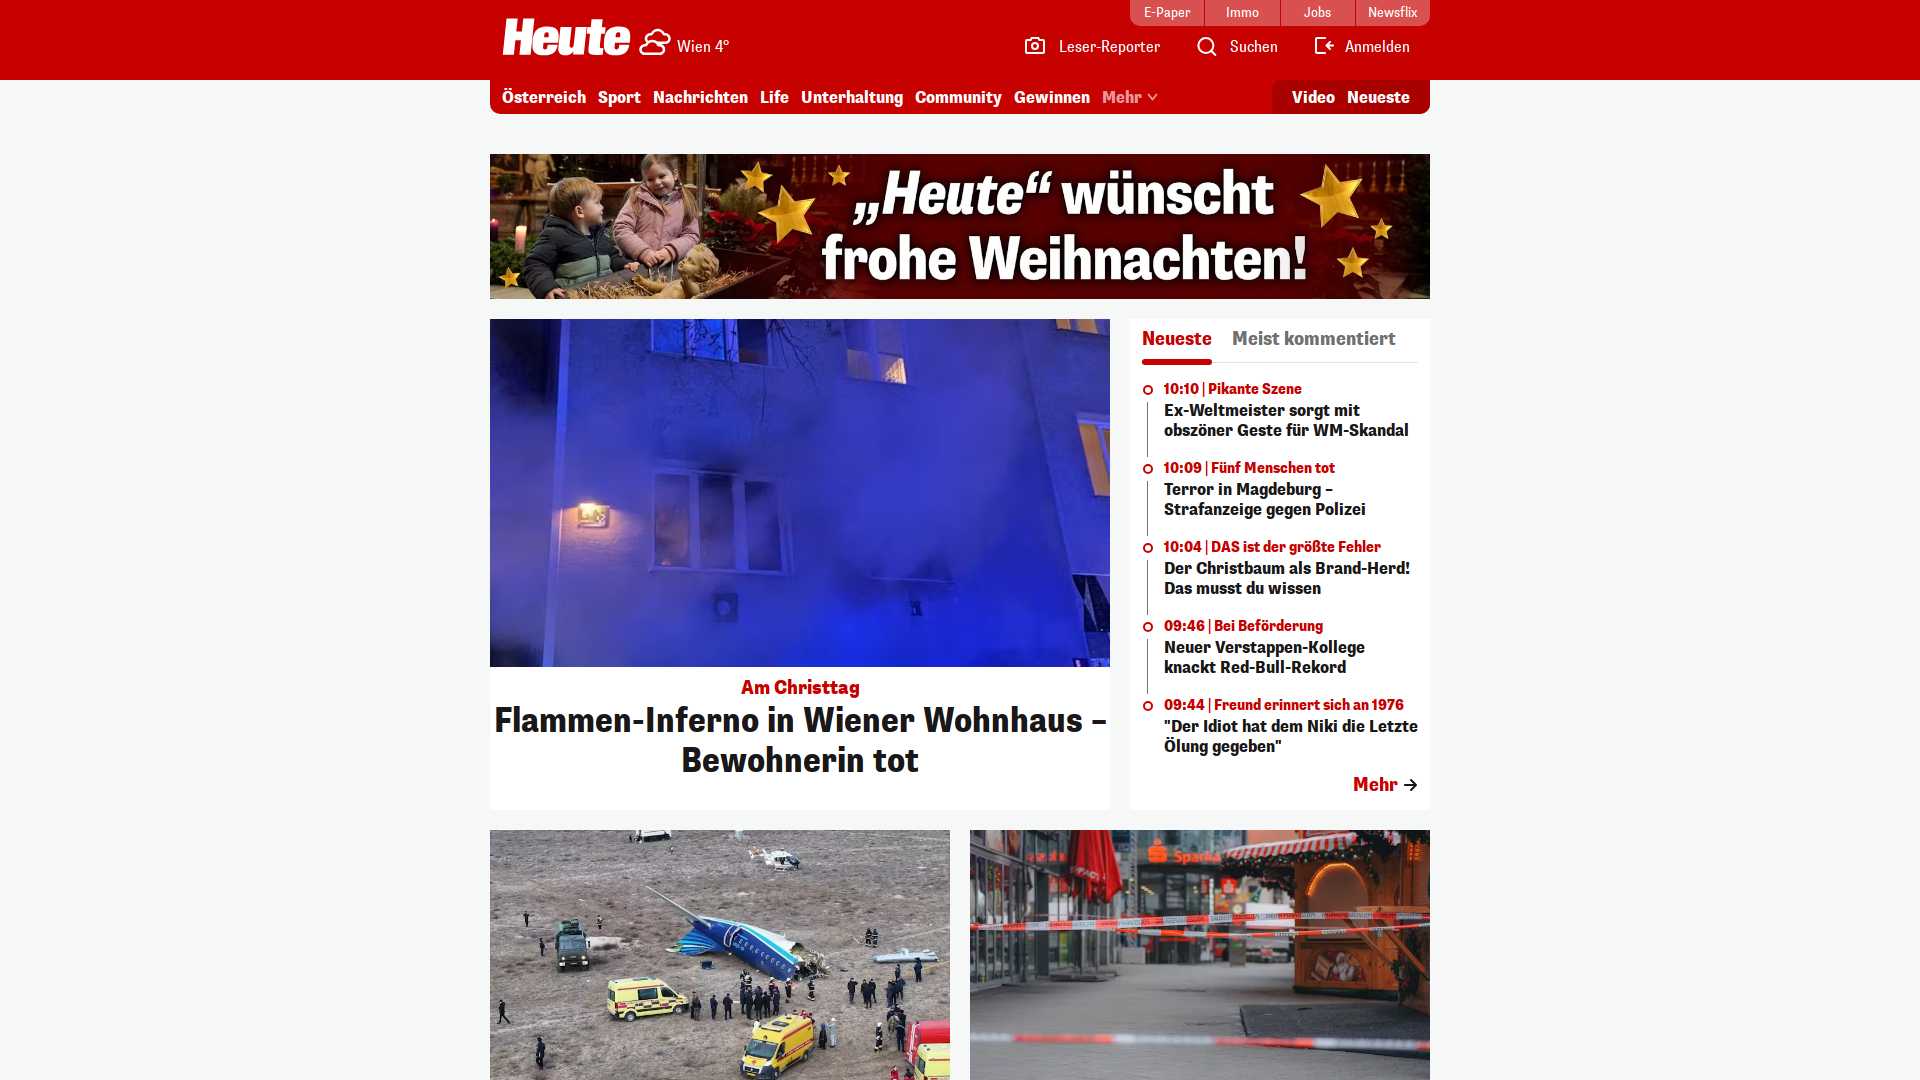 E-Paper
Immo
Jobs
Newsflix
Heute
Wien 4°
Leser-Reporter
Suchen
Anmelden
Österreich
Sport
Nachrichten
Life
Unterhaltung
Community
Gewinnen
Mehr
Video
Neueste
„Heute“ wünscht
frohe Weihnachten!
Am Christtag
Flammen-Inferno in Wiener Wohnhaus –
Bewohnerin tot
Neueste
Meist kommentiert
10:10 | Pikante Szene
Ex-Weltmeister sorgt mit
obszöner Geste für WM-Skandal
10:09 | Fünf Menschen tot
Terror in Magdeburg –
Strafanzeige gegen Polizei
10:04 | DAS ist der größte Fehler
Der Christbaum als Brand-Herd!
Das musst du wissen
09:46 | Bei Beförderung
Neuer Verstappen-Kollege
knackt Red-Bull-Rekord
09:44 | Freund erinnert sich an 1976
"Der Idiot hat dem Niki die Letzte
Ölung gegeben"
Mehr